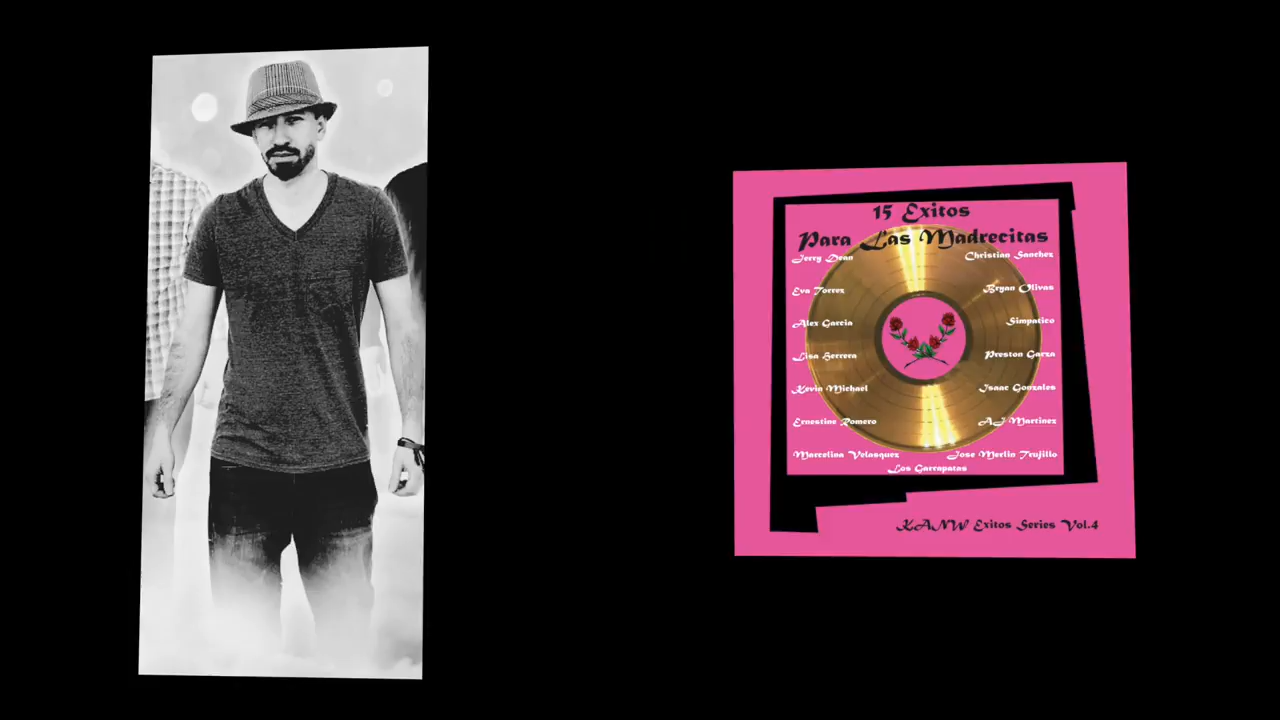 15 Exitos
Para Las Madrecitas
Jerry Dean
Christian Sanchez
Eva Torrez
Bryan Olivas
Alex Garcia
Simpatico
Lisa Herrera
Preston Garza
Kevin Michael
Isaac Gonzales
Ernestine Romero
AJ Martinez
Marcelina Velasquez
Jose Merlin Trujillo
Los Garrapatas
KANW Exitos Series Vol.4